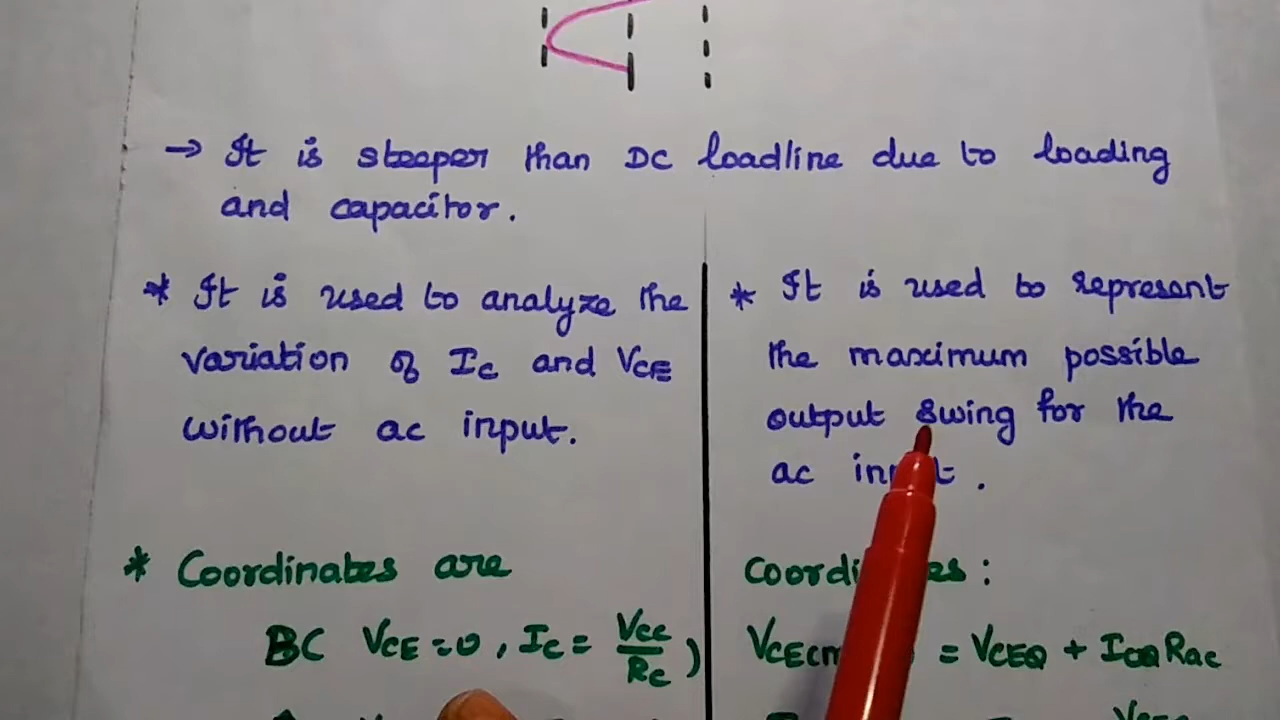 → It is steeper than DC loadline due to loading
and capacitor.
* It is used to analyze the
variation of IC and VCE
without ac input.
* Coordinates are
BC VCE = 0, IC = VCC/RC)
* It is used to represent
the maximum possible
output swing for the
ac
.
= VCEQ + ICQ Rac